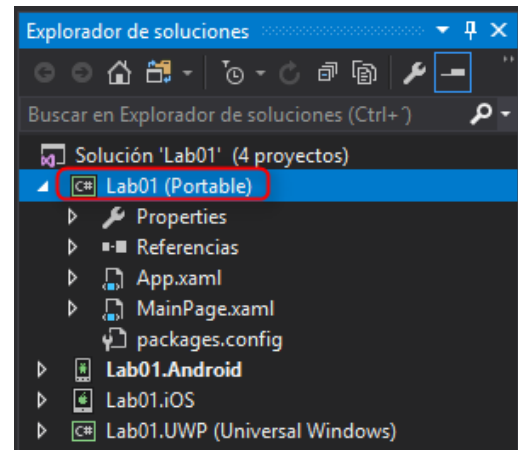 Explorador de soluciones
Buscar en Explorador de soluciones (Ctrl+´)
Solución 'Lab01' (4 proyectos)
C# Lab01 (Portable)
Properties
Referencias
App.xaml
MainPage.xaml
packages.config
Lab01.Android
Lab01.iOS
C# Lab01.UWP (Universal Windows)